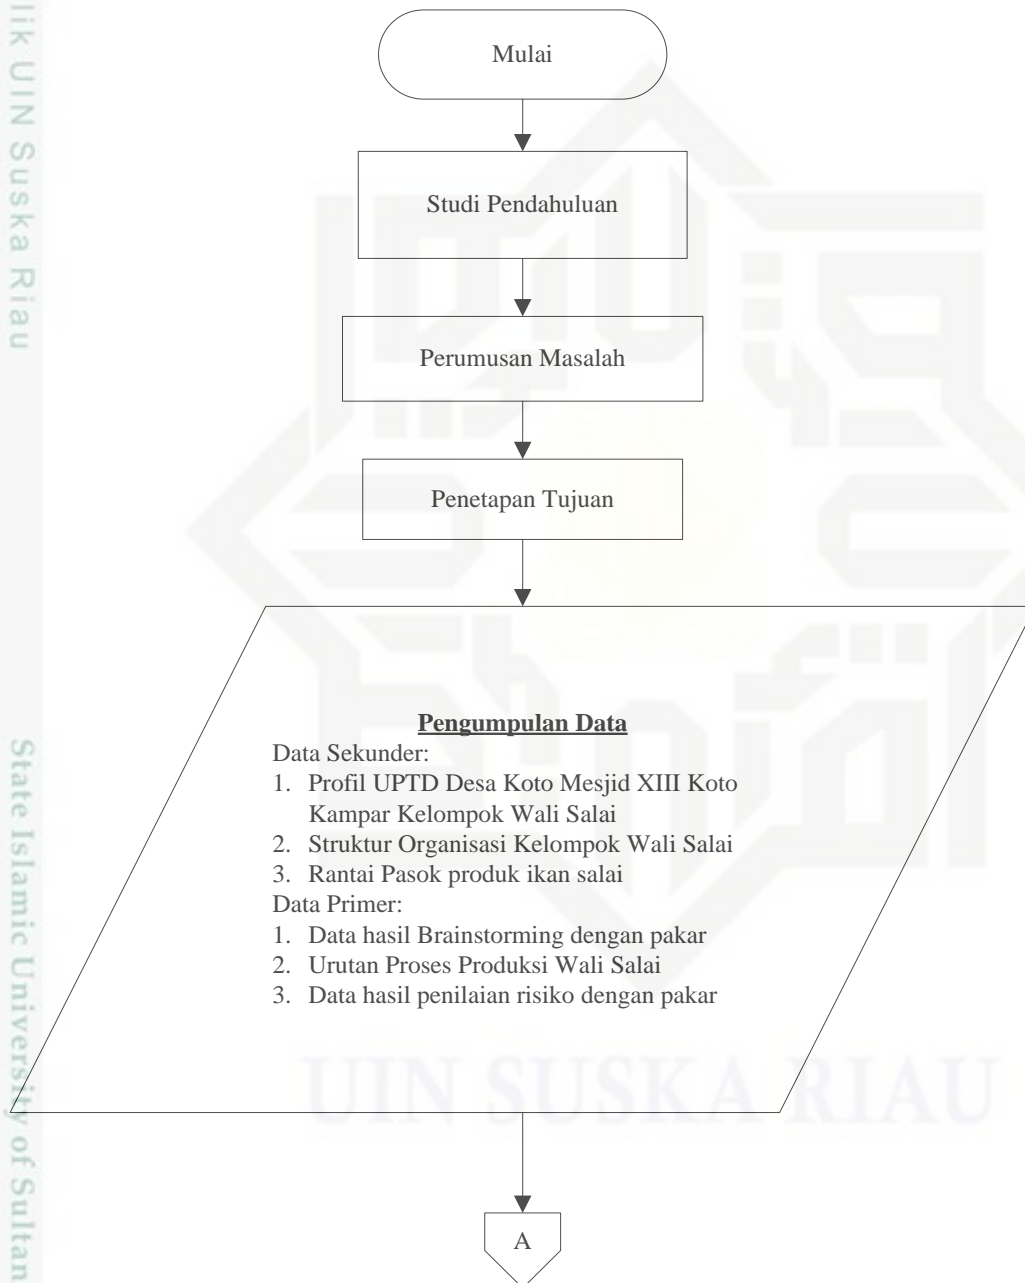 Mulai
Studi Pendahuluan
Perumusan Masalah
Penetapan Tujuan
Pengumpulan Data
Data Sekunder:
1. Profil UPTD Desa Koto Mesjid XIII Koto
Kampar Kelompok Wali Salai
2. Struktur Organisasi Kelompok Wali Salai
3. Rantai Pasok produk ikan salai
Data Primer:
1. Data hasil Brainstorming dengan pakar
2. Urutan Proses Produksi Wali Salai
3. Data hasil penilaian risiko dengan pakar
A
UIN SUSKA RIAU
lik UIN Suska Riau
State Islamic University of Sultan